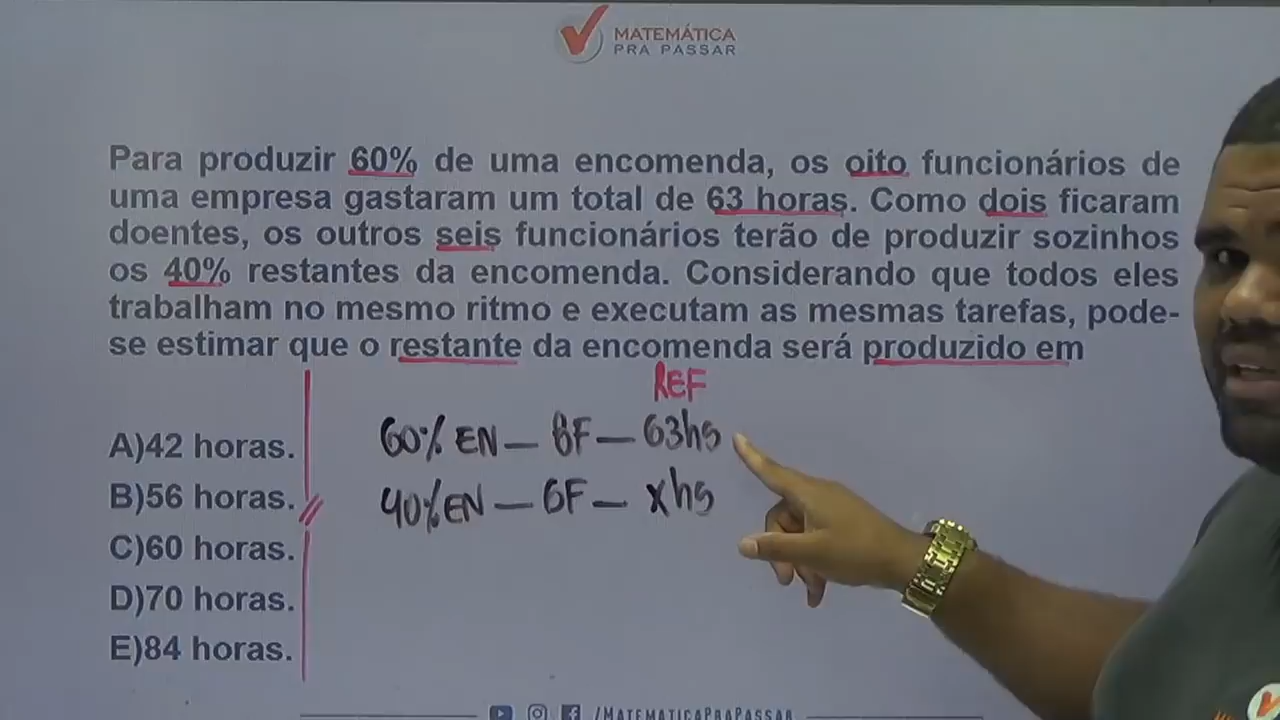 MATEMÁTICA
PRA PASSAR
Para produzir 60% de uma encomenda, os oito funcionários de
uma empresa gastaram um total de 63 horas. Como dois ficaram
doentes, os outros seis funcionários terão de produzir sozinhos
os 40% restantes da encomenda. Considerando que todos eles
trabalham no mesmo ritmo e executam as mesmas tarefas, pode-
se estimar que o restante da encomenda será produzido em
REF
A)42 horas.
60% EN — 8F — 63hs
B)56 horas.
40% EN — 6F — xhs
C)60 horas.
D)70 horas.
E)84 horas.
/MATEMATICAPRAPASSAR